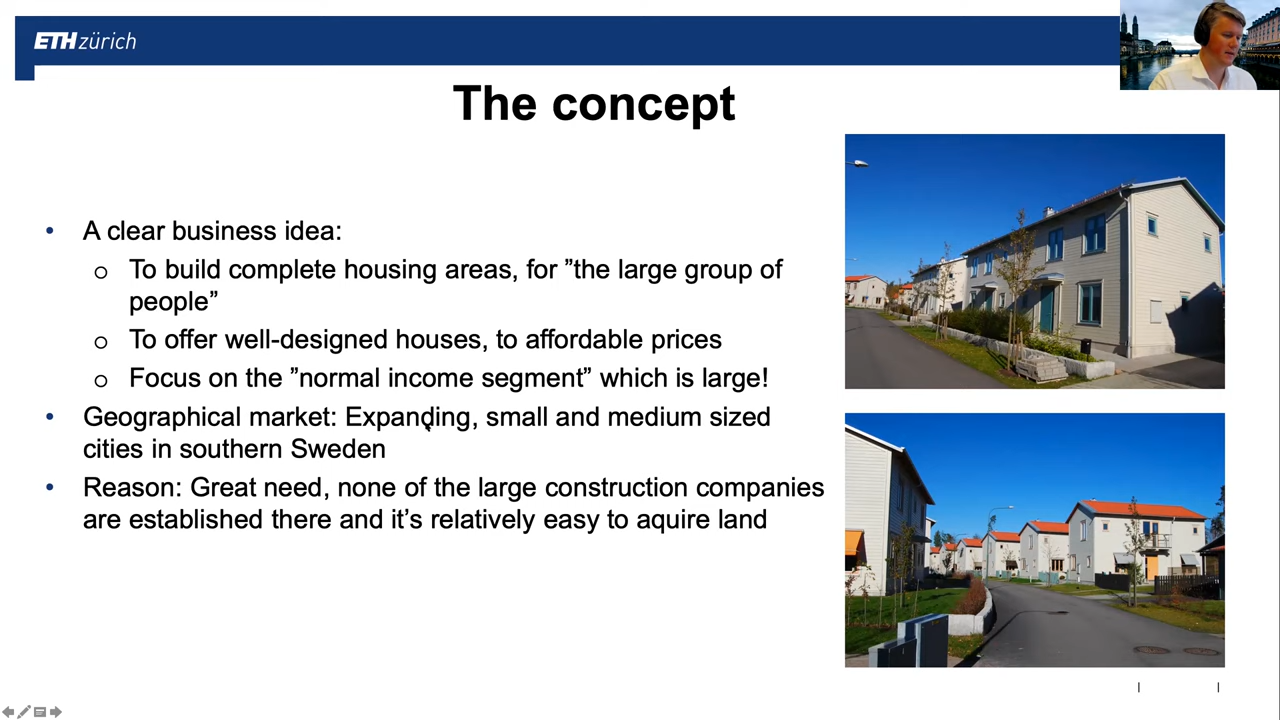 ETH zürich
The concept
• A clear business idea:
o To build complete housing areas, for ”the large group of
people”
o To offer well-designed houses, to affordable prices
o Focus on the ”normal income segment” which is large!
• Geographical market: Expanding, small and medium sized
cities in southern Sweden
• Reason: Great need, none of the large construction companies
are established there and it’s relatively easy to aquire land